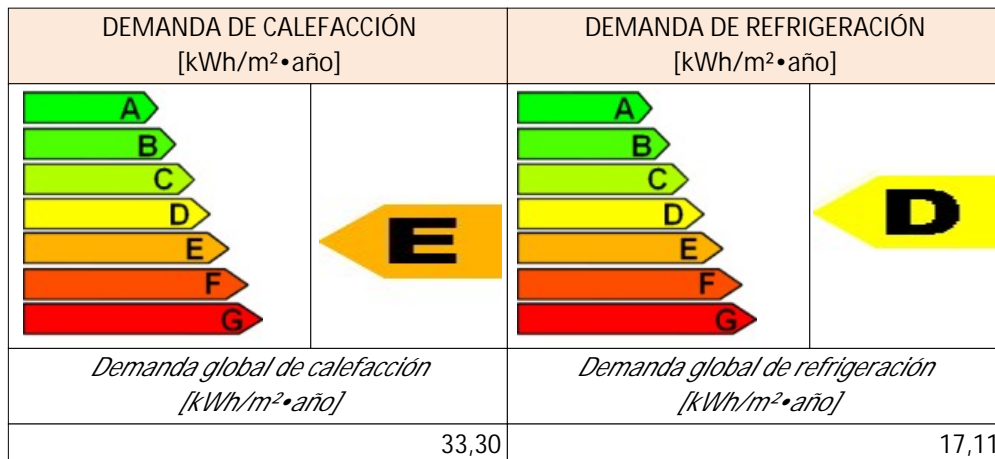 DEMANDA DE CALEFACCIÓN
[kWh/m²•año]
DEMANDA DE REFRIGERACIÓN
[kWh/m²•año]
A
B
C
D
E
F
G
E
A
B
C
D
E
F
G
D
Demanda global de calefacción
[kWh/m²•año]
Demanda global de refrigeración
[kWh/m²•año]
33,30
17,11